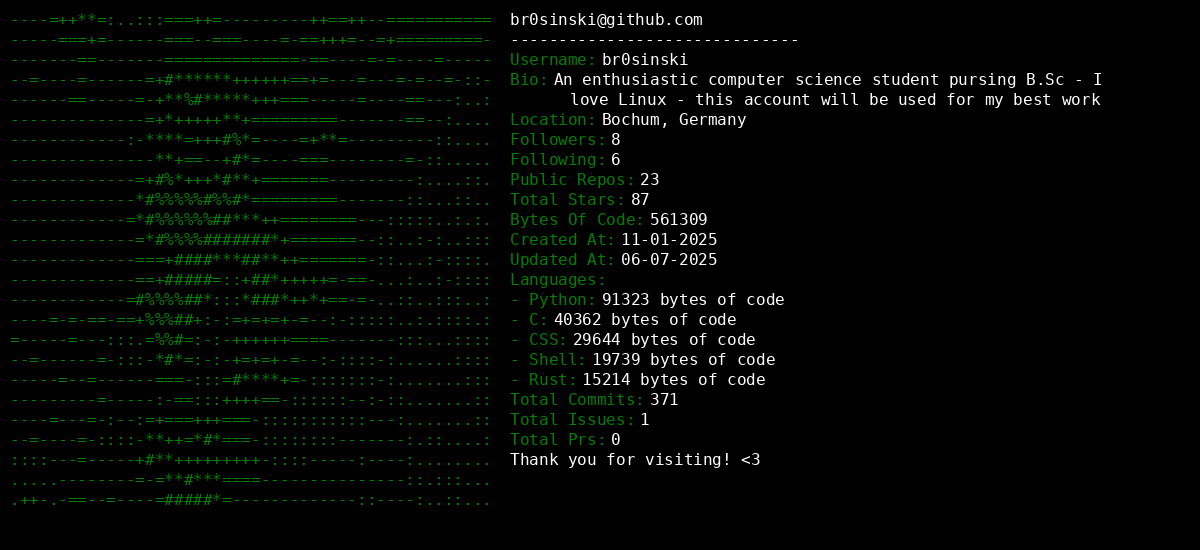 br0sinski@github.com
------------------------------
Username: br0sinski
Bio: An enthusiastic computer science student pursing B.Sc - I
love Linux - this account will be used for my best work
Location: Bochum, Germany
Followers: 8
Following: 6
Public Repos: 23
Total Stars: 87
Bytes Of Code: 561309
Created At: 11-01-2025
Updated At: 06-07-2025
Languages:
- Python: 91323 bytes of code
- C: 40362 bytes of code
- CSS: 29644 bytes of code
- Shell: 19739 bytes of code
- Rust: 15214 bytes of code
Total Commits: 371
Total Issues: 1
Total Prs: 0
Thank you for visiting! <3